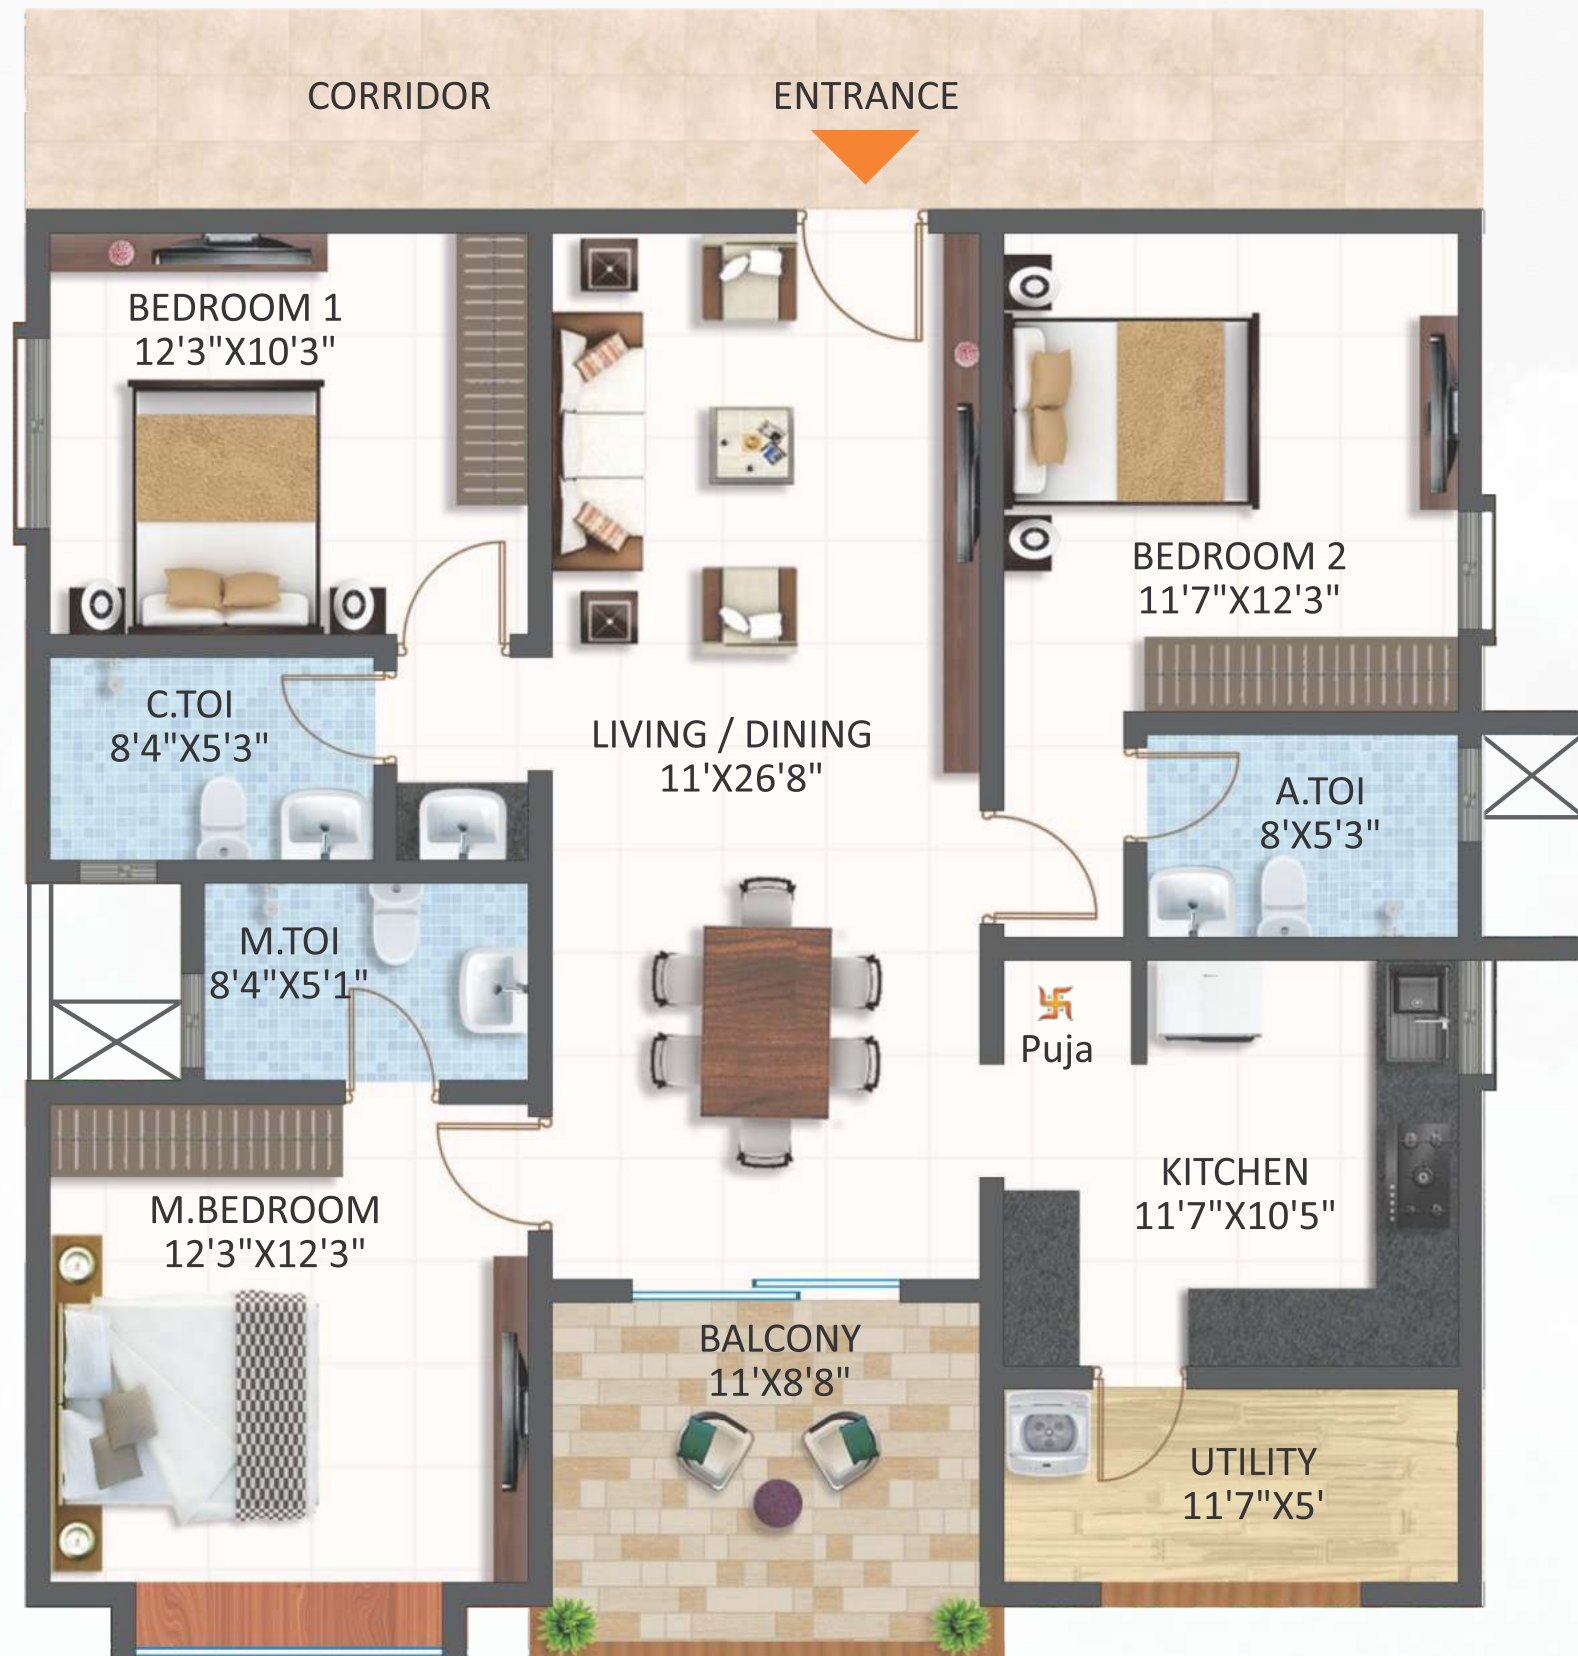 CORRIDOR
ENTRANCE
BEDROOM 1
12'3"X10'3"
BEDROOM 2
11'7"X12'3"
C.TOI
8'4"X5'3"
LIVING / DINING
11'X26'8"
A.TOI
8'X5'3"
M.TOI
8'4"X5'1"
Puja
KITCHEN
11'7"X10'5"
M.BEDROOM
12'3"X12'3"
BALCONY
11'X8'8"
UTILITY
11'7"X5'